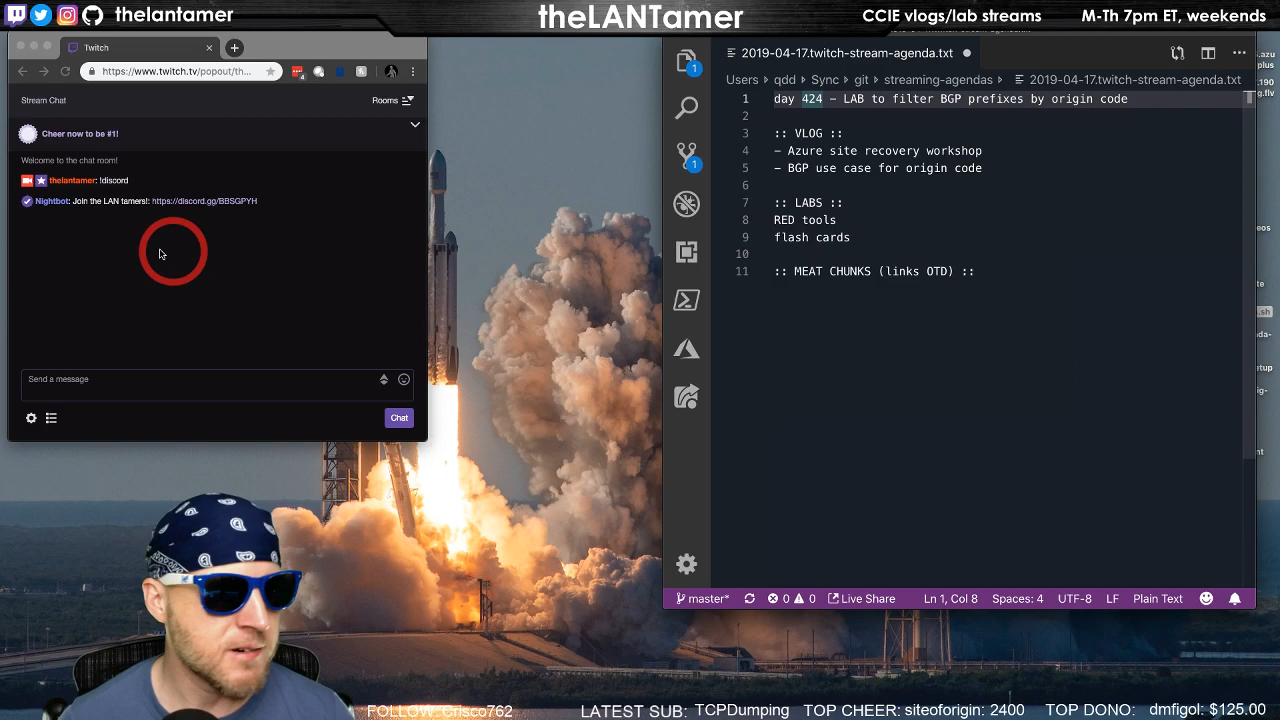 thelantamer
theLANTamer
CCIE vlogs/lab streams
M-Th 7pm ET, weekends
Twitch
https://www.twitch.tv/popout/th...
4
Stream Chat
Rooms
Cheer now to be #1!
Welcome to the chat room!
thelantamer: !discord
Nightbot: Join the LAN tamers!: https://discord.gg/BBSGPYH
Send a message
Chat
2019-04-17.twitch-stream-agenda.txt
Users › qdd › Sync › git › streaming-agendas › 2019-04-17.twitch-stream-agenda.txt
1
1
1 day 424 - LAB to filter BGP prefixes by origin code
2
3 :: VLOG ::
4 - Azure site recovery workshop
5 - BGP use case for origin code
6
7 :: LABS ::
8 RED tools
9 flash cards
10
11 :: MEAT CHUNKS (links OTD) ::
master*
0
0
Live Share
Ln 1, Col 8
Spaces: 4
UTF-8
LF
Plain Text
FOLLOW: Crisco762
LATEST SUB: TCPDumping
TOP CHEER: siteforigin: 2400
TOP DONO: dmfigol: $125.00